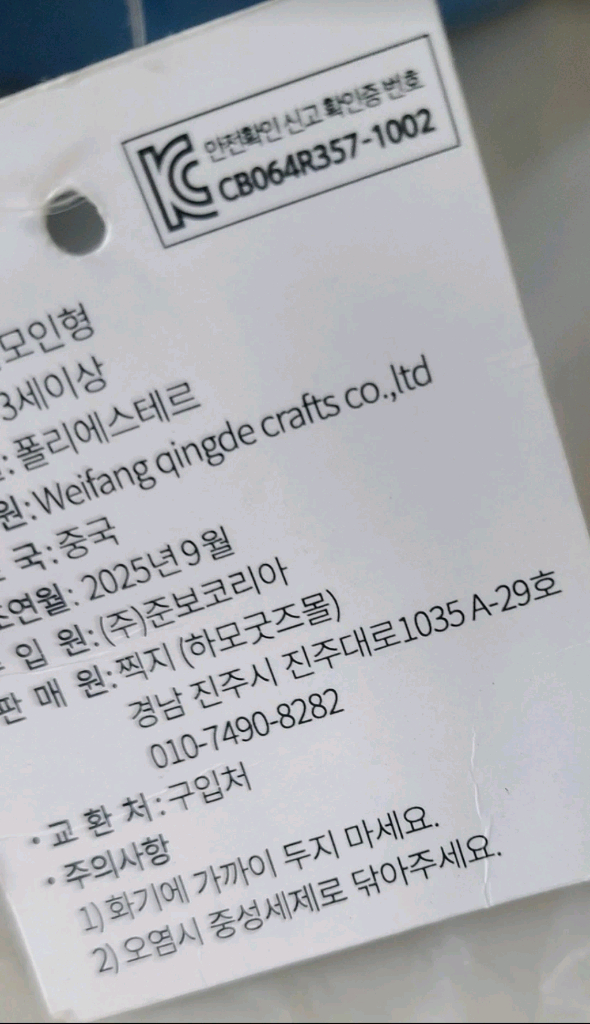 KC 안전확인 신고 확인증 번호
CB064R357-1002
모인형
3세이상
: 폴리에스테르
원: Weifang qingde crafts co.,ltd
국: 중국
연월: 2025년 9월
입 원: (주)준보코리아
판 매 원: 찍지 (하모굿즈몰)
경남 진주시 진주대로1035 A-29호
010-7490-8282
· 교 환 처: 구입처
· 주의사항
1) 화기에 가까이 두지 마세요.
2) 오염시 중성세제로 닦아주세요.